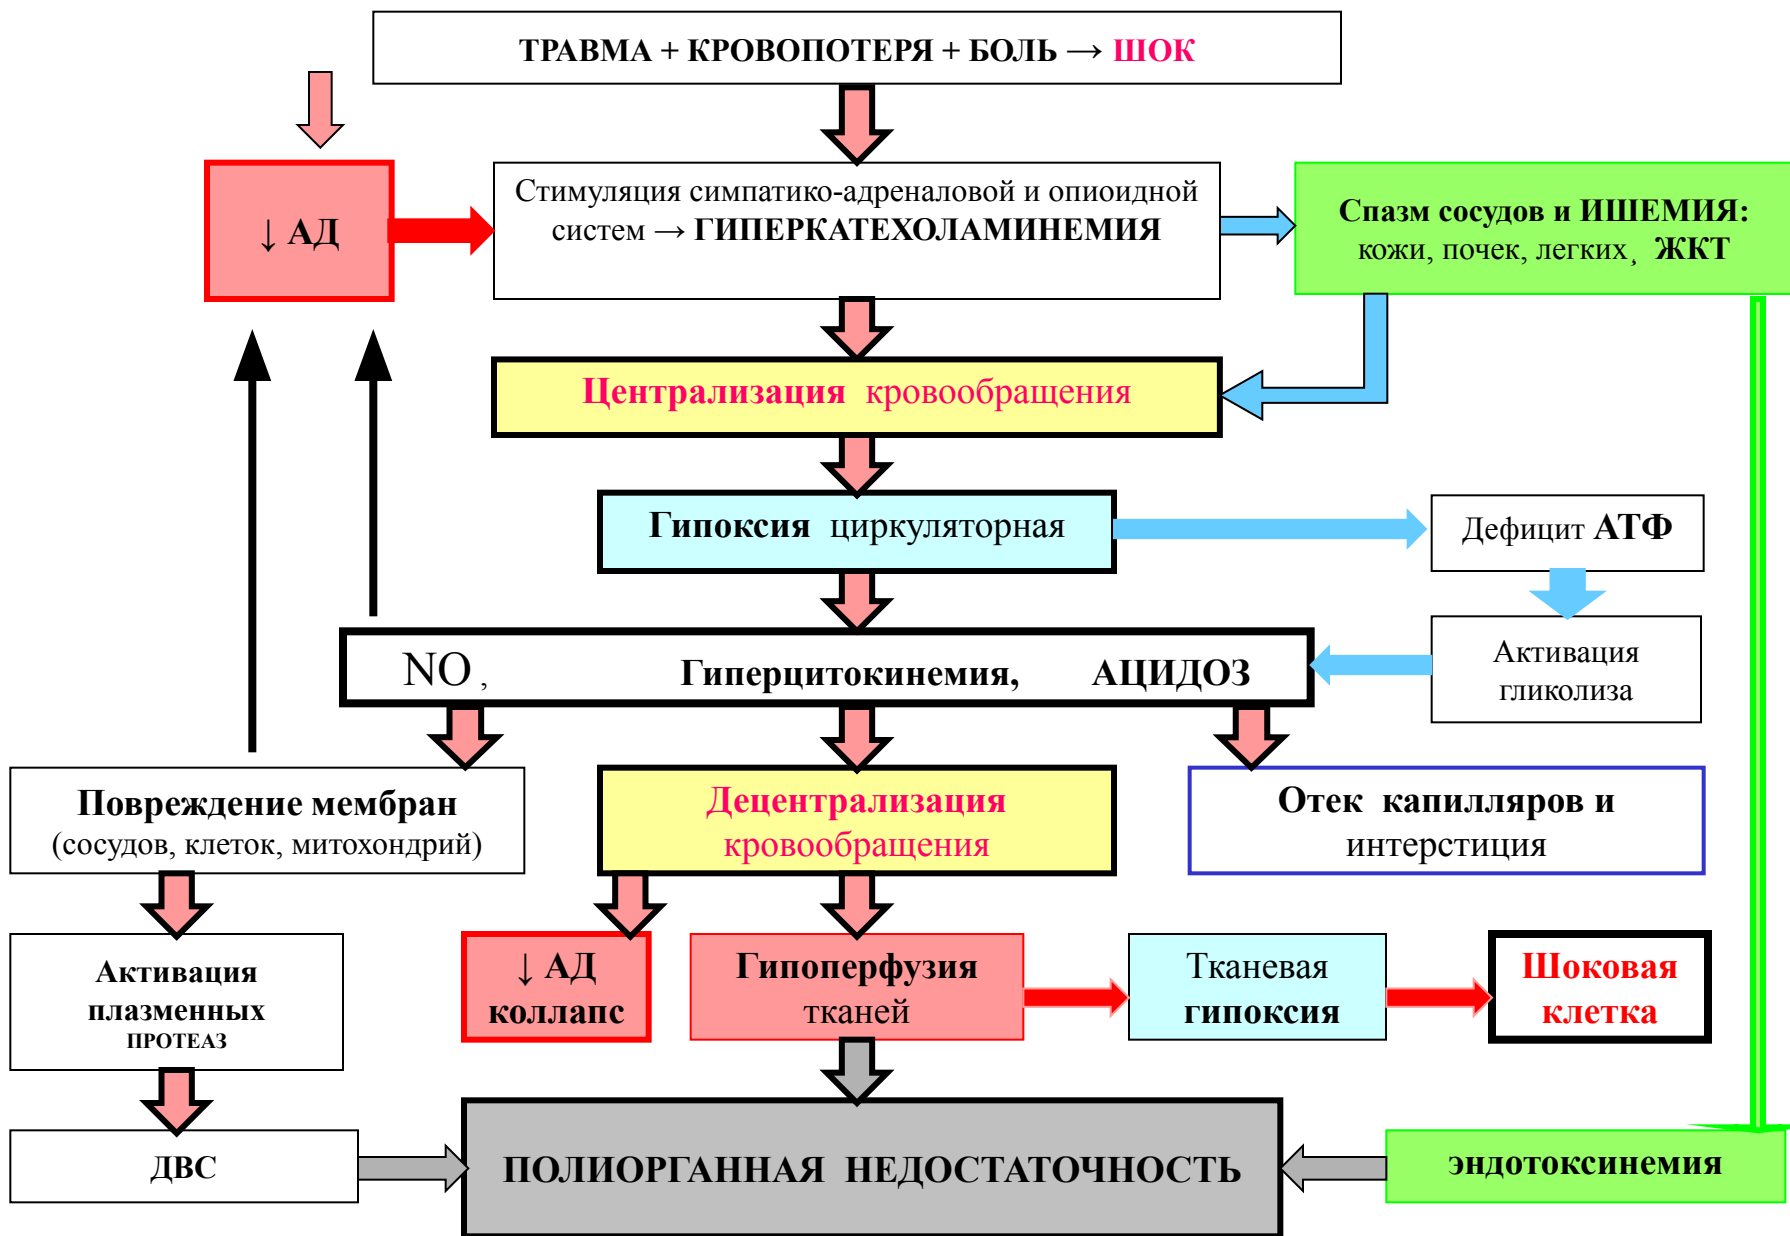 ТРАВМА + КРОВОПОТЕРЯ + БОЛЬ → ШОК
↓ АД
Стимуляция симпатико-адреналовой и опиоидной
систем → ГИПЕРКАТЕХОЛАМИНЕМИЯ
Спазм сосудов и ИШЕМИЯ:
кожи, почек, легких, ЖКТ
Централизация кровообращения
Гипоксия циркуляторная
Дефицит АТФ
Активация
гликолиза
NO, Гиперцитокинемия, АЦИДОЗ
Повреждение мембран
(сосудов, клеток, митохондрий)
Децентрализация
кровообращения
Отек капилляров и
интерстиция
Активация
плазменных
ПРОТЕАЗ
↓ АД
коллапс
Гипоперфузия
тканей
Тканевая
гипоксия
Шоковая
клетка
ДВС
ПОЛИОРГАННАЯ НЕДОСТАТОЧНОСТЬ
эндотоксинемия